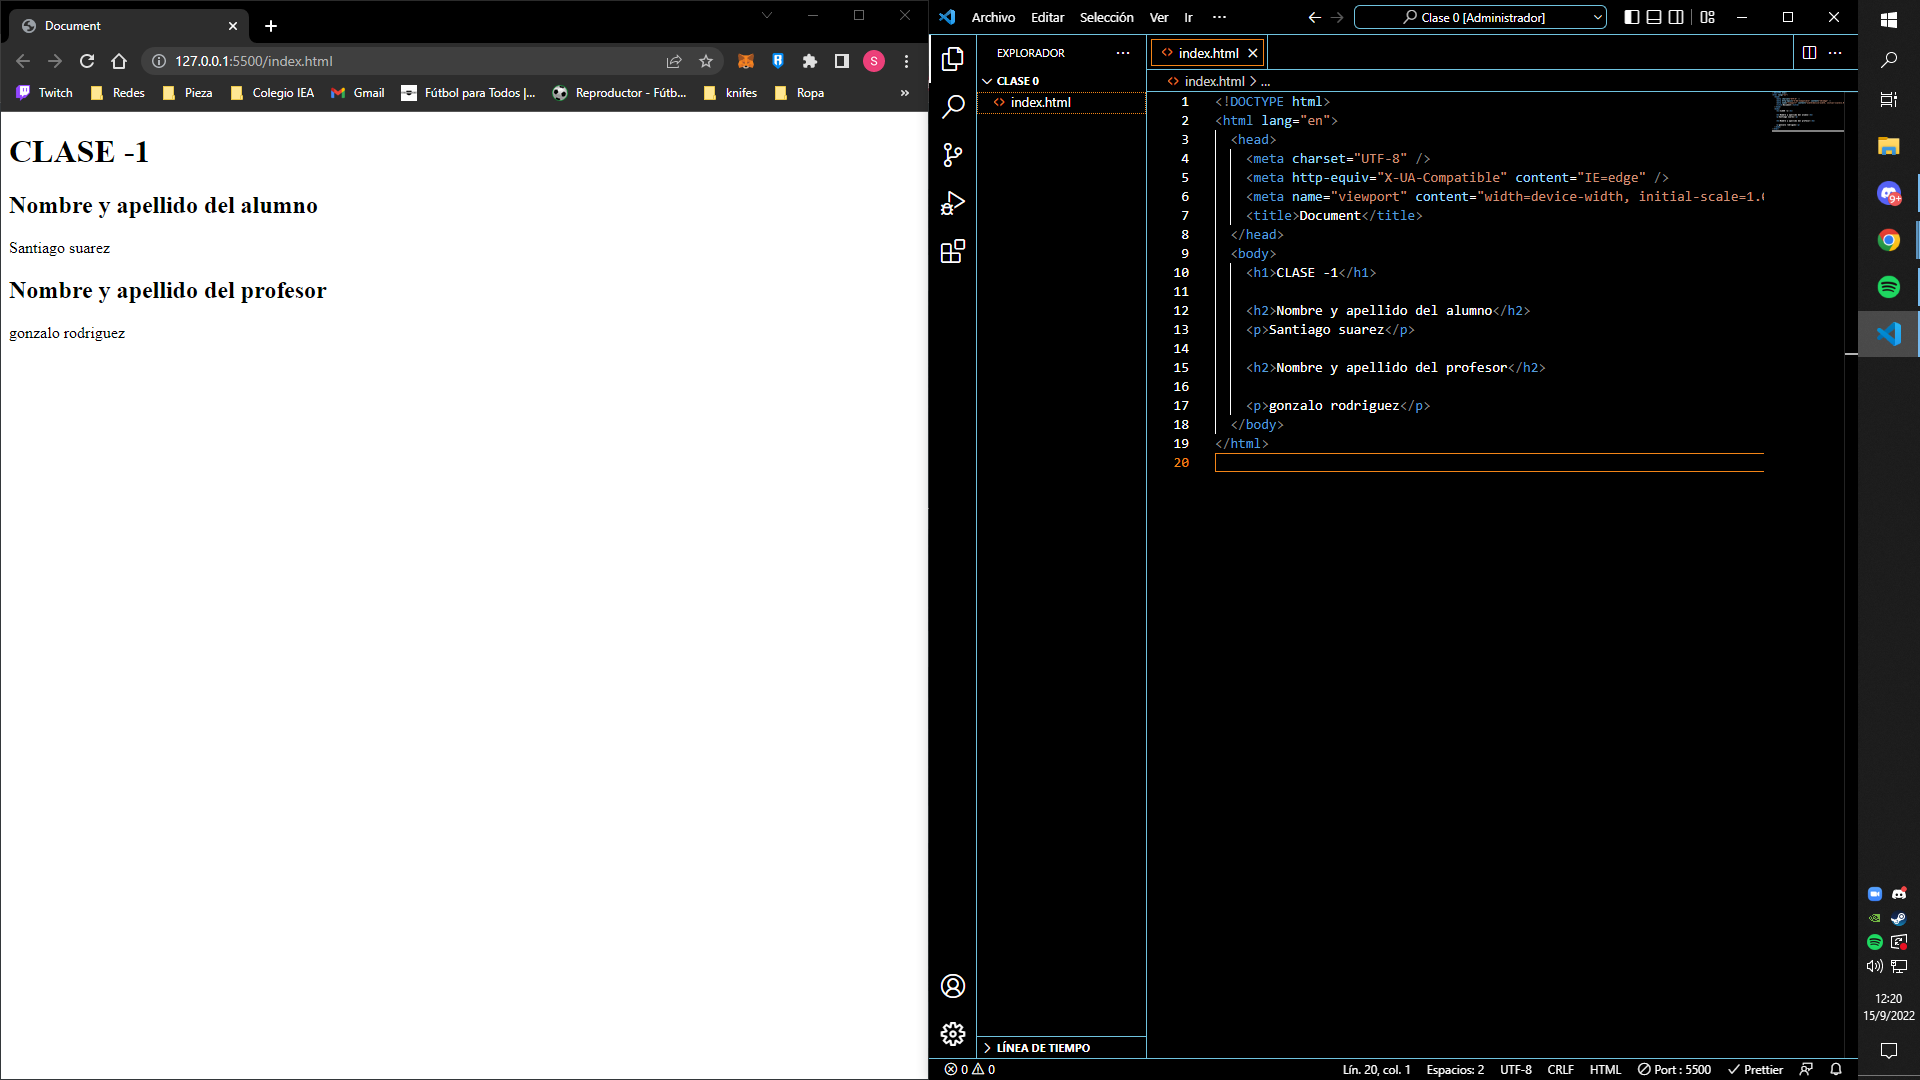 Document
127.0.0.1:5500/index.html
S
Twitch Redes Pieza Colegio IEA Gmail Fútbol para Todos |... Reproductor - Fútb... knifes Ropa »
CLASE -1
Nombre y apellido del alumno
Santiago suarez
Nombre y apellido del profesor
gonzalo rodriguez
Archivo Editar Selección Ver Ir ···
Clase 0 [Administrador]
EXPLORADOR ···
CLASE 0
index.html
LÍNEA DE TIEMPO
index.html
index.html > ...
1 <!DOCTYPE html>
2 <html lang="en">
3 <head>
4 <meta charset="UTF-8" />
5 <meta http-equiv="X-UA-Compatible" content="IE=edge" />
6 <meta name="viewport" content="width=device-width, initial-scale=1.
7 <title>Document</title>
8 </head>
9 <body>
10 <h1>CLASE -1</h1>
11
12 <h2>Nombre y apellido del alumno</h2>
13 <p>Santiago suarez</p>
14
15 <h2>Nombre y apellido del profesor</h2>
16
17 <p>gonzalo rodriguez</p>
18 </body>
19 </html>
20
0 0
Lín. 20, col. 1 Espacios: 2 UTF-8 CRLF HTML Port : 5500 Prettier
9+
12:20
15/9/2022